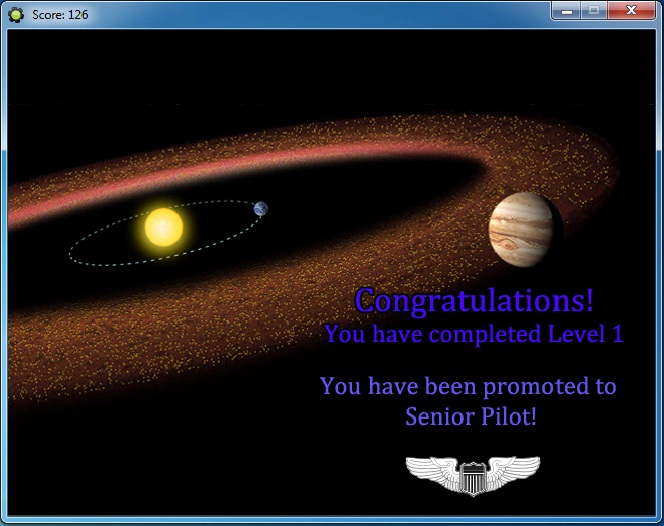 Score: 126
Congratulations!
You have completed Level 1
You have been promoted to
Senior Pilot!